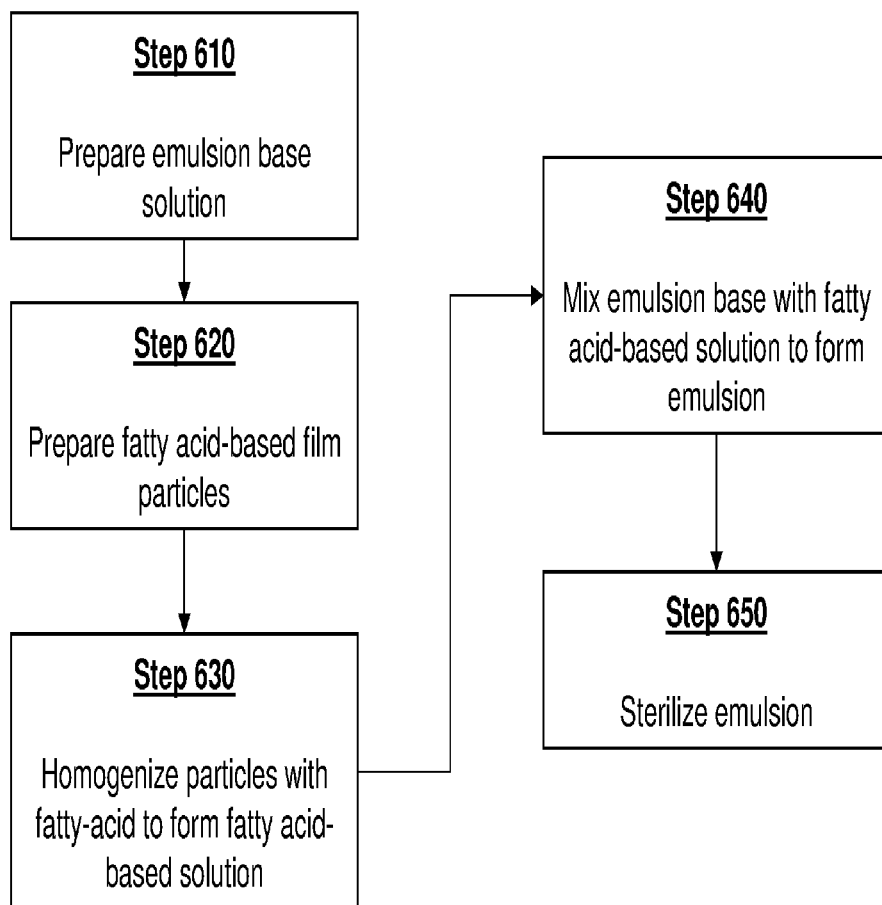 Step 610
Prepare emulsion base
solution
Step 620
Prepare fatty acid-based film
particles
Step 630
Homogenize particles with
fatty-acid to form fatty acid-
based solution
Step 640
Mix emulsion base with fatty
acid-based solution to form
emulsion
Step 650
Sterilize emulsion